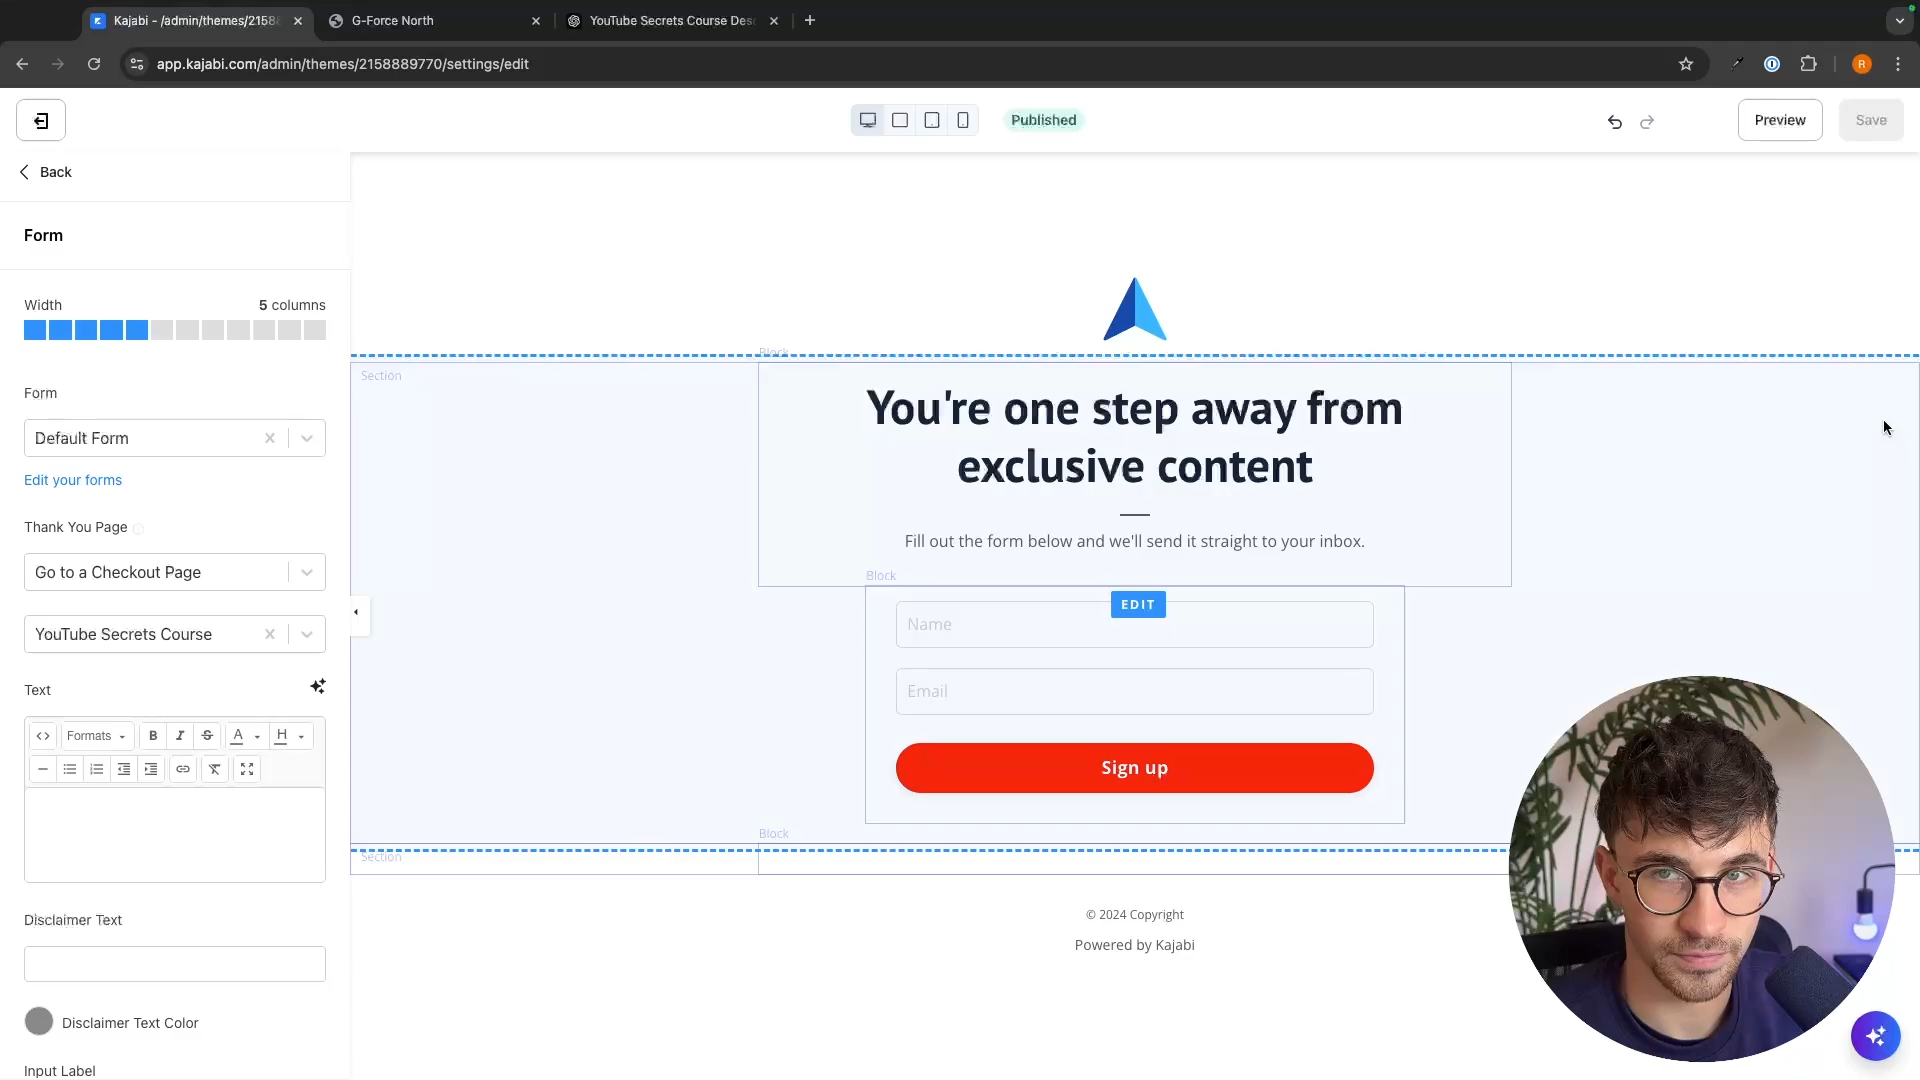 Kajabi - /admin/themes/2158
G-Force North
YouTube Secrets Course Des
app.kajabi.com/admin/themes/2158889770/settings/edit
R
Published
Preview
Save
Back
Form
Width
5 columns
Form
Default Form
Edit your forms
Thank You Page
Go to a Checkout Page
YouTube Secrets Course
Text
Formats
B I S A H
Disclaimer Text
Disclaimer Text Color
Input Label
Block
Section
You're one step away from
exclusive content
Fill out the form below and we'll send it straight to your inbox.
Block
EDIT
Name
Email
Sign up
Block
Section
© 2024 Copyright
Powered by Kajabi